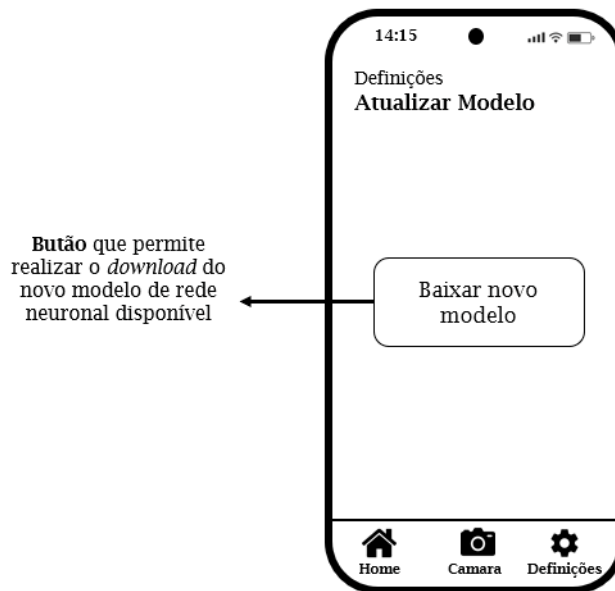 14:15
Definições
Atualizar Modelo
Butão que permite
realizar o download do
novo modelo de rede
neuronal disponível
Baixar novo
modelo
Home
Camara
Definições